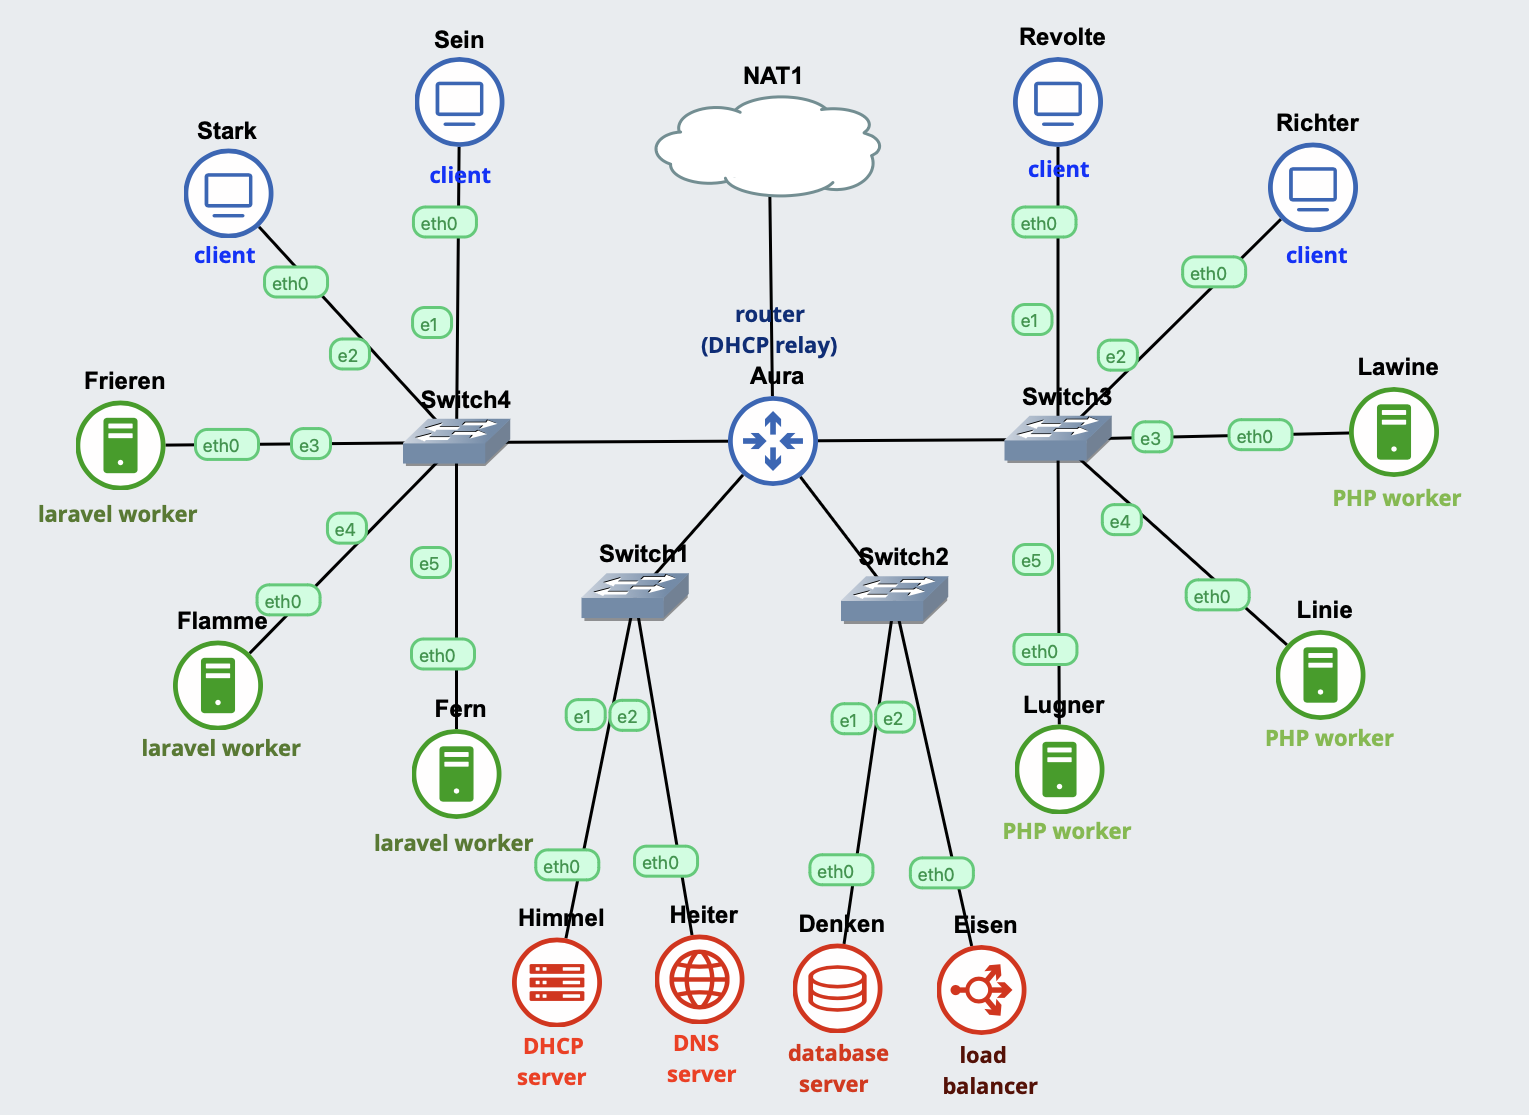 Sein
client
eth0
e1
Stark
client
eth0
e2
NAT1
router
(DHCP relay)
Aura
Revolte
client
eth0
e1
Richter
client
eth0
e2
Frieren
eth0
e3
laravel worker
Switch4
Switch3
Lawine
e3
eth0
PHP worker
e4
eth0
Flamme
laravel worker
e5
eth0
Fern
laravel worker
Switch1
Switch2
e4
eth0
Linie
PHP worker
e5
eth0
Lugner
PHP worker
e1
e2
eth0
eth0
Himmel
DHCP
server
Heiter
DNS
server
e1
e2
eth0
eth0
Denken
database
server
Eisen
load
balancer